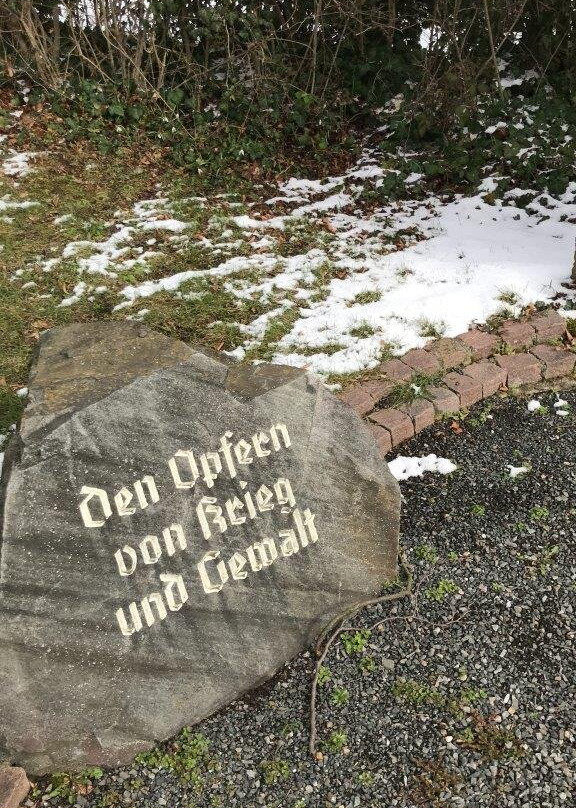 den Opfern
von Krieg
und Gewalt